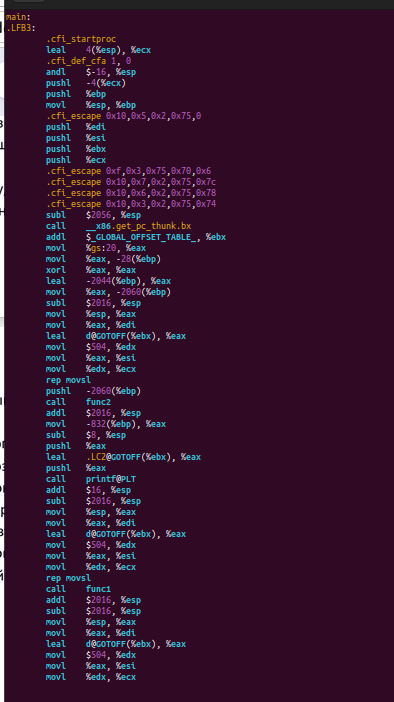 main:
.LFB3:
.cfi_startproc
leal 4(%esp), %ecx
.cfi_def_cfa 1, 0
andl $-16, %esp
pushl -4(%ecx)
pushl %ebp
movl %esp, %ebp
.cfi_escape 0x10,0x5,0x2,0x75,0
pushl %edi
pushl %esi
pushl %ebx
pushl %ecx
.cfi_escape 0xf,0x3,0x75,0x70,0x6
.cfi_escape 0x10,0x7,0x2,0x75,0x7c
.cfi_escape 0x10,0x6,0x2,0x75,0x78
.cfi_escape 0x10,0x3,0x2,0x75,0x74
subl $2056, %esp
call __x86.get_pc_thunk.bx
addl $_GLOBAL_OFFSET_TABLE_, %ebx
movl %gs:20, %eax
movl %eax, -28(%ebp)
xorl %eax, %eax
leal -2044(%ebp), %eax
movl %eax, -2060(%ebp)
subl $2016, %esp
movl %esp, %eax
movl %eax, %edi
leal d@GOTOFF(%ebx), %eax
movl $504, %edx
movl %eax, %esi
movl %edx, %ecx
rep movsl
pushl -2060(%ebp)
call func2
addl $2016, %esp
movl -832(%ebp), %eax
subl $8, %esp
pushl %eax
leal .LC2@GOTOFF(%ebx), %eax
pushl %eax
call printf@PLT
addl $16, %esp
subl $2016, %esp
movl %esp, %eax
movl %eax, %edi
leal d@GOTOFF(%ebx), %eax
movl $504, %edx
movl %eax, %esi
movl %edx, %ecx
rep movsl
call func1
addl $2016, %esp
subl $2016, %esp
movl %esp, %eax
movl %eax, %edi
leal d@GOTOFF(%ebx), %eax
movl $504, %edx
movl %eax, %esi
movl %edx, %ecx